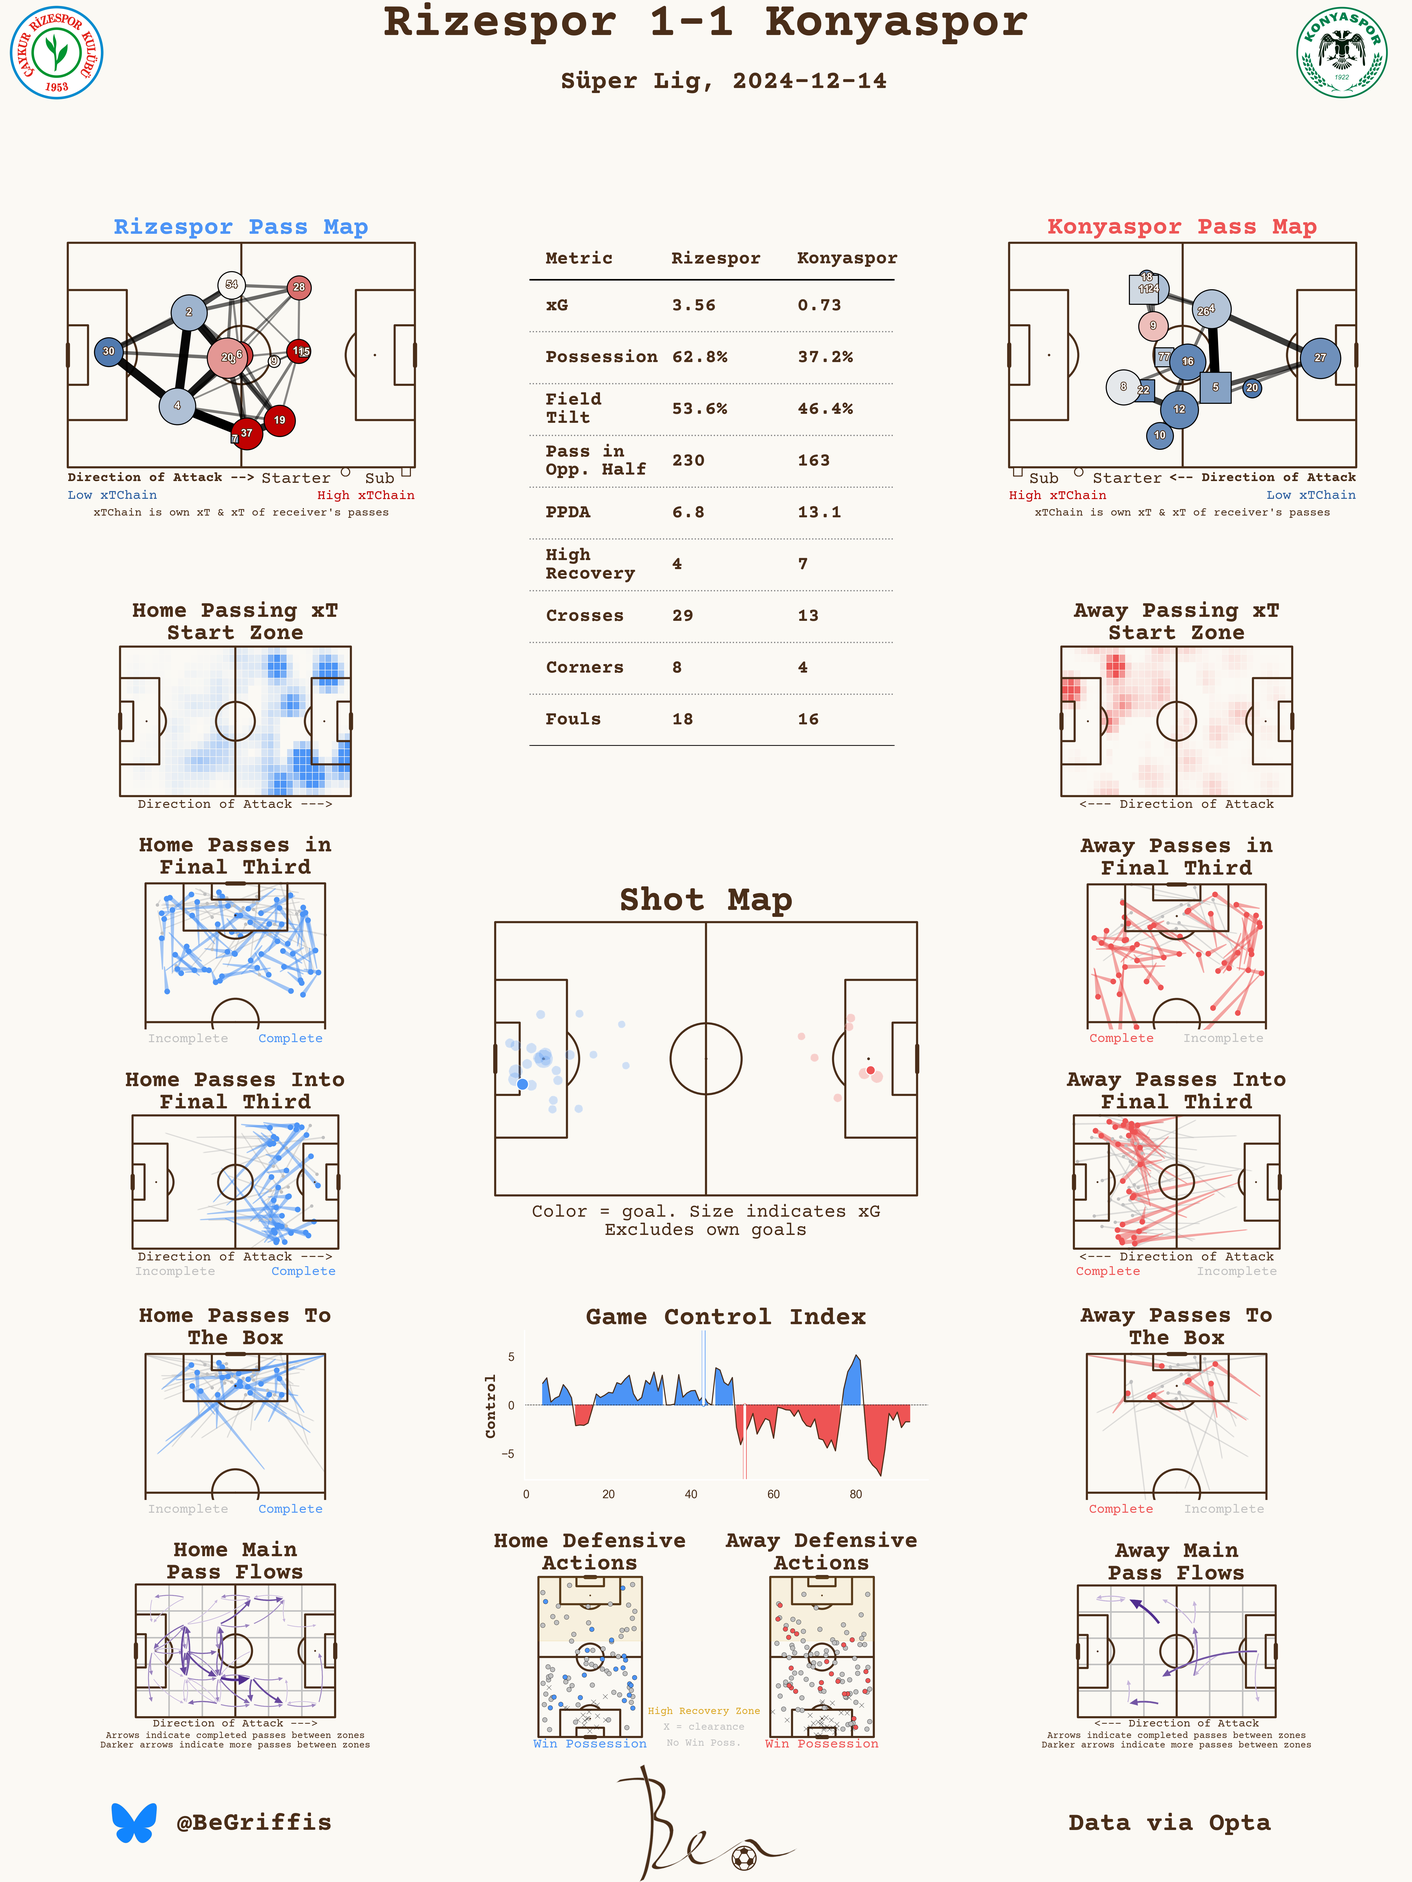 Rizespor 1-1 Konyaspor
Süper Lig, 2024-12-14
ÇAYKUR RİZESPOR KULÜBÜ
1953
KONYASPOR
1922
Rizespor Pass Map
54
28
2
30
20
6
9
11
15
4
19
37
7
Direction of Attack --> Starter Sub
Low xTChain High xTChain
xTChain is own xT & xT of receiver's passes
Metric Rizespor Konyaspor
xG 3.56 0.73
Possession 62.8% 37.2%
Field
Tilt 53.6% 46.4%
Pass in
Opp. Half 230 163
PPDA 6.8 13.1
High
Recovery 4 7
Crosses 29 13
Corners 8 4
Fouls 18 16
Konyaspor Pass Map
18
11
24
26
4
9
77
16
27
8
22
5
20
12
10
Sub Starter <-- Direction of Attack
High xTChain Low xTChain
xTChain is own xT & xT of receiver's passes
Home Passing xT
Start Zone
Direction of Attack --->
Away Passing xT
Start Zone
<--- Direction of Attack
Home Passes in
Final Third
Incomplete Complete
Away Passes in
Final Third
Complete Incomplete
Shot Map
Color = goal. Size indicates xG
Excludes own goals
Home Passes Into
Final Third
Direction of Attack --->
Incomplete Complete
Away Passes Into
Final Third
<--- Direction of Attack
Complete Incomplete
Home Passes To
The Box
Incomplete Complete
Game Control Index
Control
5
0
−5
0 20 40 60 80
Away Passes To
The Box
Complete Incomplete
Home Main
Pass Flows
Direction of Attack --->
Arrows indicate completed passes between zones
Darker arrows indicate more passes between zones
Home Defensive
Actions
Win Possession
High Recovery Zone
X = clearance
No Win Poss.
Away Defensive
Actions
Win Possession
Away Main
Pass Flows
<--- Direction of Attack
Arrows indicate completed passes between zones
Darker arrows indicate more passes between zones
@BeGriffis
Ben
Data via Opta